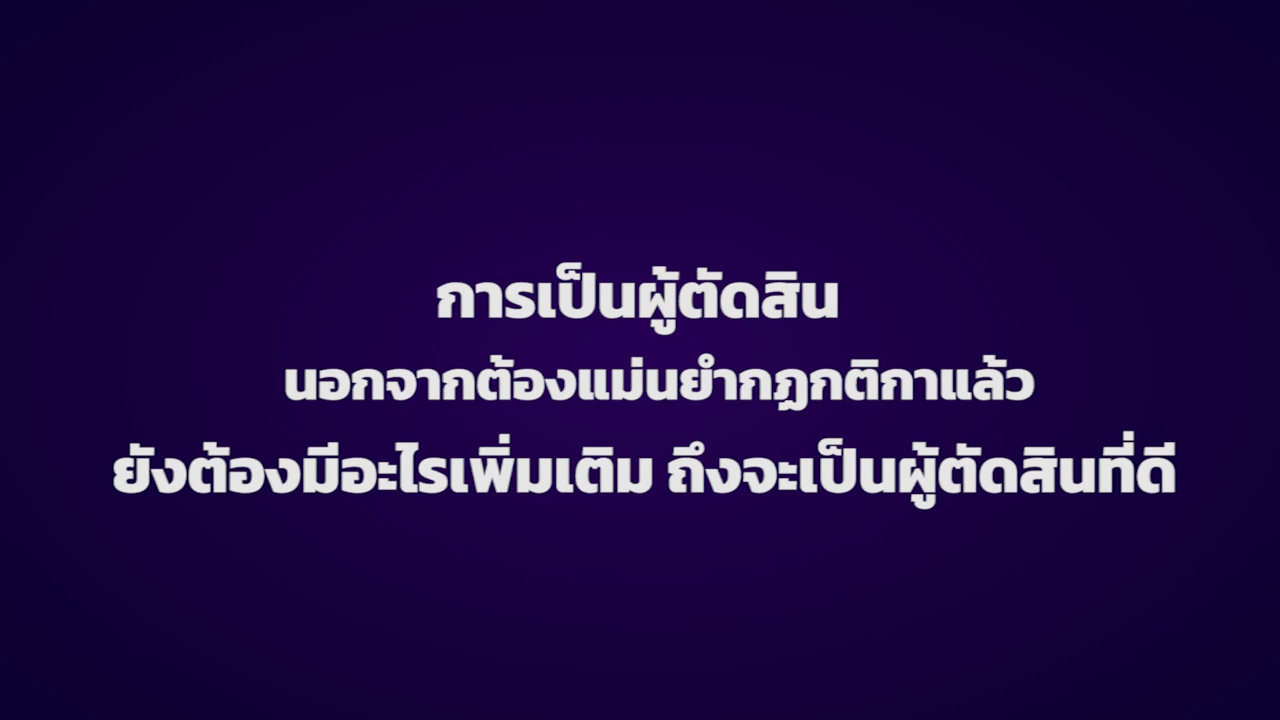 การเป็นผู้ตัดสิน
นอกจากต้องแม่นยำกฏกติกาแล้ว
ยังต้องมีอะไรเพิ่มเติม ถึงจะเป็นผู้ตัดสินที่ดี